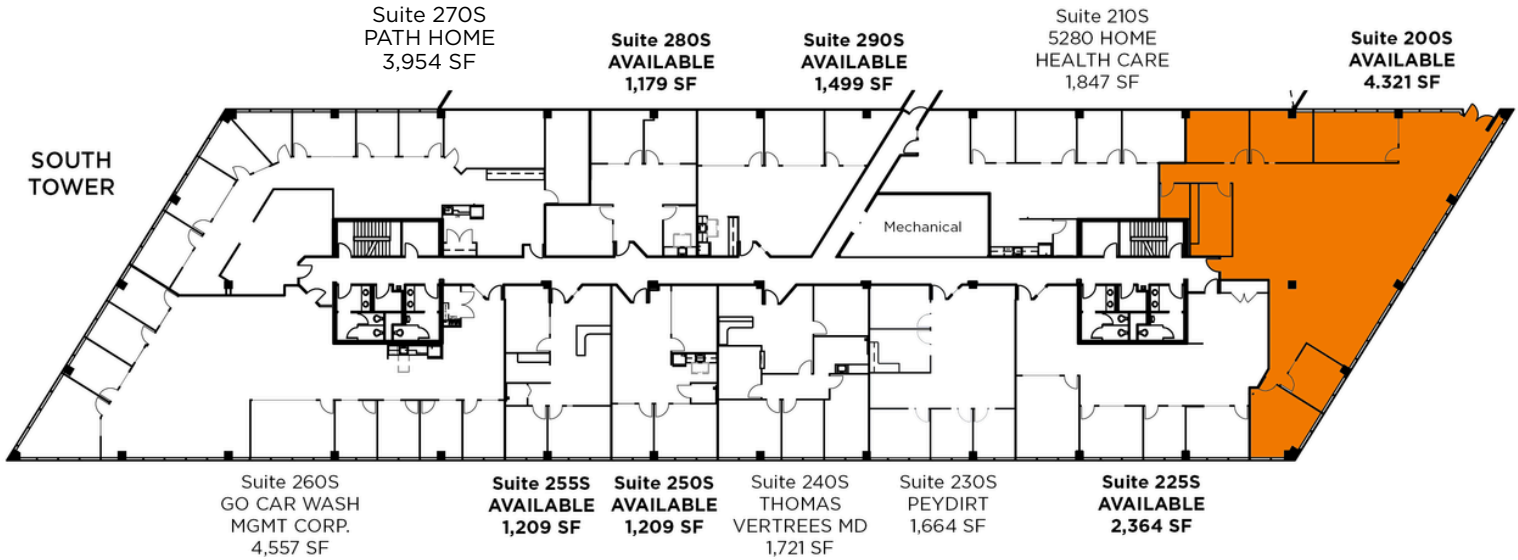 Suite 270S
PATH HOME
3,954 SF
Suite 280S
AVAILABLE
1,179 SF
Suite 290S
AVAILABLE
1,499 SF
Suite 210S
5280 HOME
HEALTH CARE
1,847 SF
Suite 200S
AVAILABLE
4.321 SF
SOUTH
TOWER
Mechanical
Suite 260S
GO CAR WASH
MGMT CORP.
4,557 SF
Suite 255S
AVAILABLE
1,209 SF
Suite 250S
AVAILABLE
1,209 SF
Suite 240S
THOMAS
VERTREES MD
1,721 SF
Suite 230S
PEYDIRT
1,664 SF
Suite 225S
AVAILABLE
2,364 SF